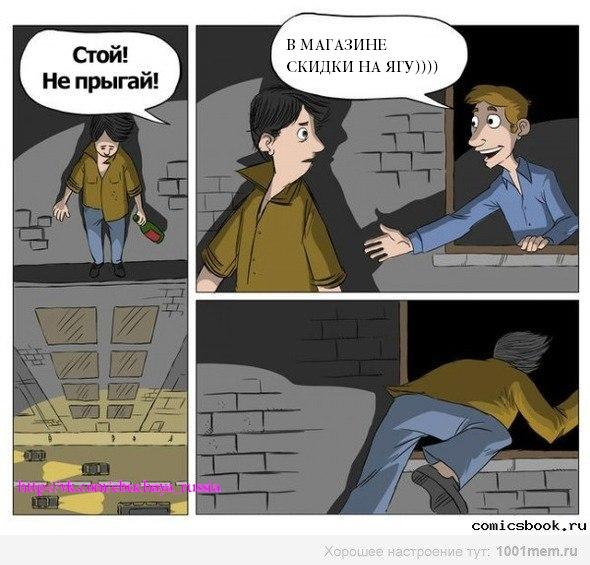 Стой!
Не прыгай!
В МАГАЗИНЕ
СКИДКИ НА ЯГУ))))
comicsbook.ru
Хорошее настроение тут: 1001mem.ru